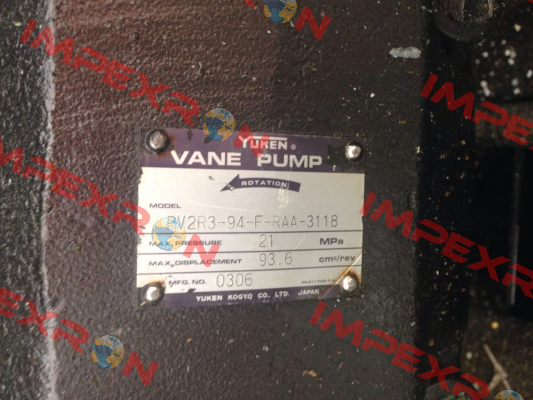 YUKEN ®
VANE PUMP
ROTATION
MODEL PV2R3-94-F-RAA-3118
MAX. PRESSURE 21 MPa
MAX. DISPLACEMENT 93.6 cm³/rev
MFG. NO. 0306
YUKEN KOGYO CO. LTD. JAPAN
IMPEXRON
IMPEXRON
IMPEXRON
IMPEXRON
IMPEXRON